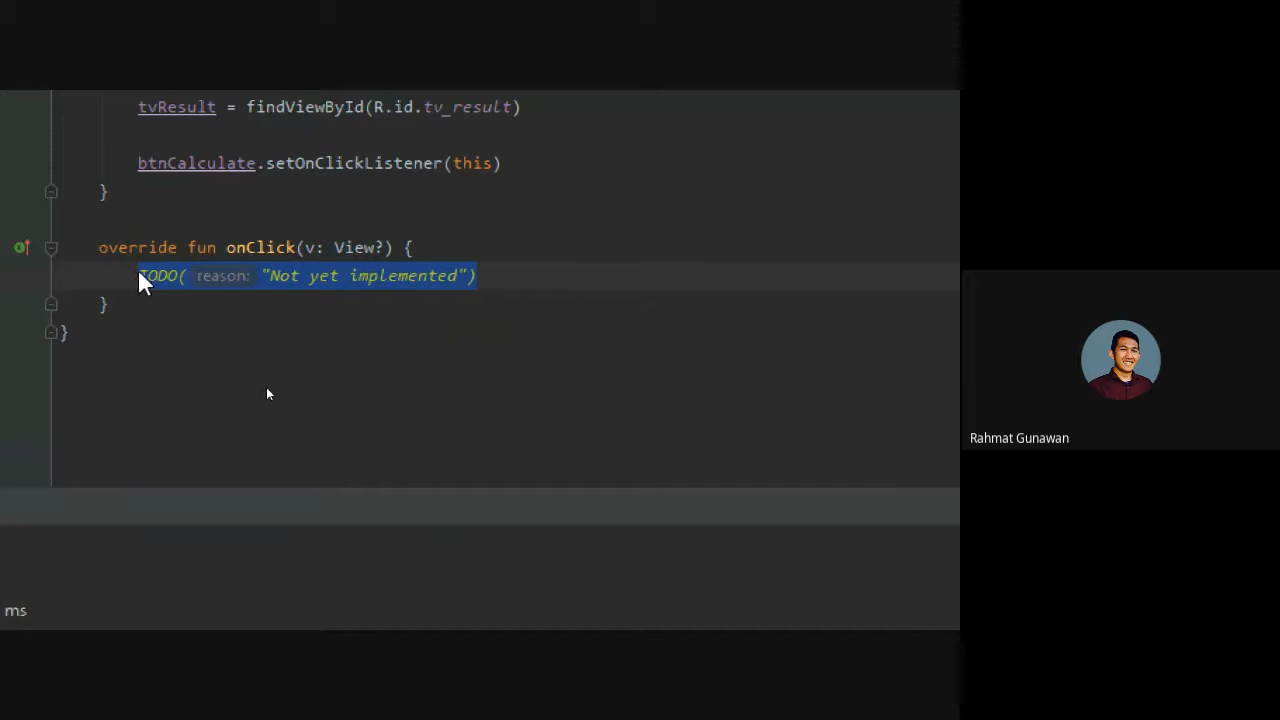 tvResult = findViewById(R.id.tv_result)
btnCalculate.setOnClickListener(this)
}
override fun onClick(v: View?) {
TODO( reason: "Not yet implemented")
}
}
ms
Rahmat Gunawan